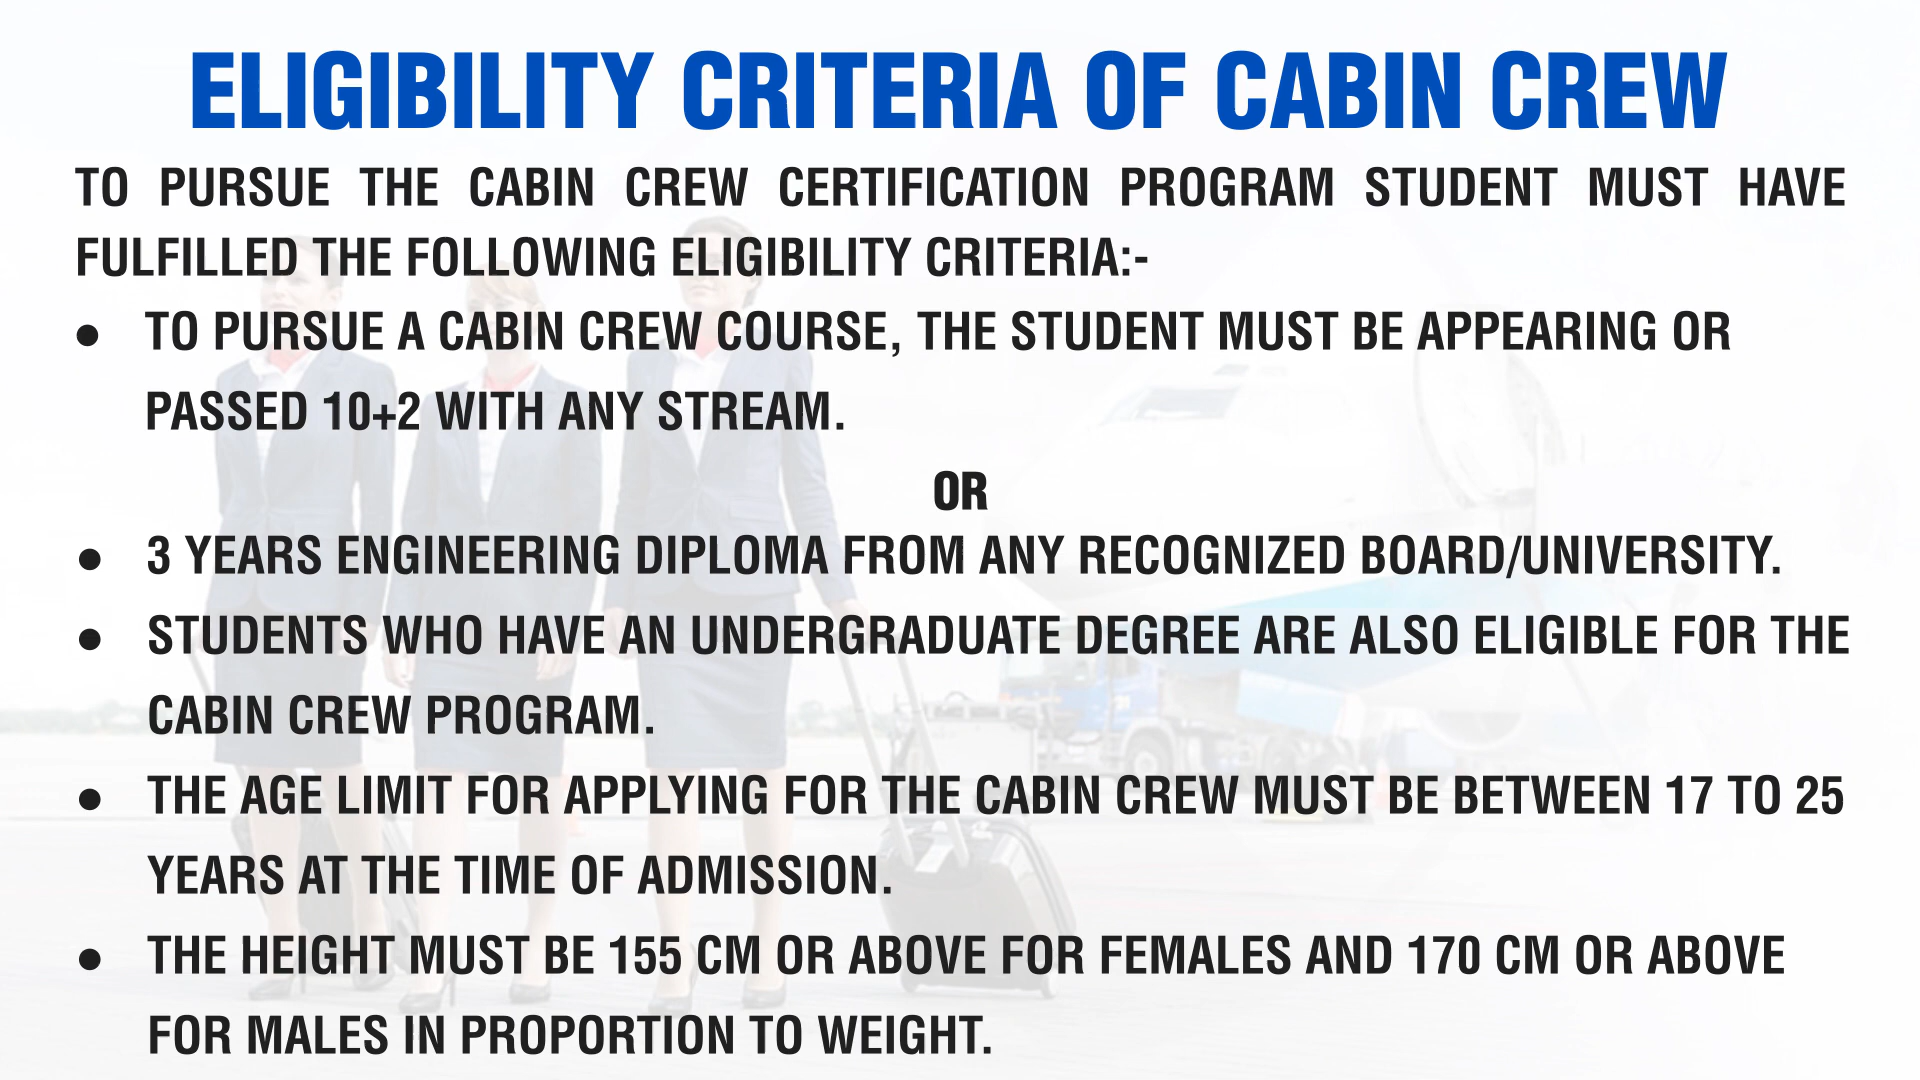 ELIGIBILITY CRITERIA OF CABIN CREW
TO PURSUE THE CABIN CREW CERTIFICATION PROGRAM STUDENT MUST HAVE
FULFILLED THE FOLLOWING ELIGIBILITY CRITERIA:-
● TO PURSUE A CABIN CREW COURSE, THE STUDENT MUST BE APPEARING OR
PASSED 10+2 WITH ANY STREAM.
OR
● 3 YEARS ENGINEERING DIPLOMA FROM ANY RECOGNIZED BOARD/UNIVERSITY.
● STUDENTS WHO HAVE AN UNDERGRADUATE DEGREE ARE ALSO ELIGIBLE FOR THE
CABIN CREW PROGRAM.
● THE AGE LIMIT FOR APPLYING FOR THE CABIN CREW MUST BE BETWEEN 17 TO 25
YEARS AT THE TIME OF ADMISSION.
● THE HEIGHT MUST BE 155 CM OR ABOVE FOR FEMALES AND 170 CM OR ABOVE
FOR MALES IN PROPORTION TO WEIGHT.